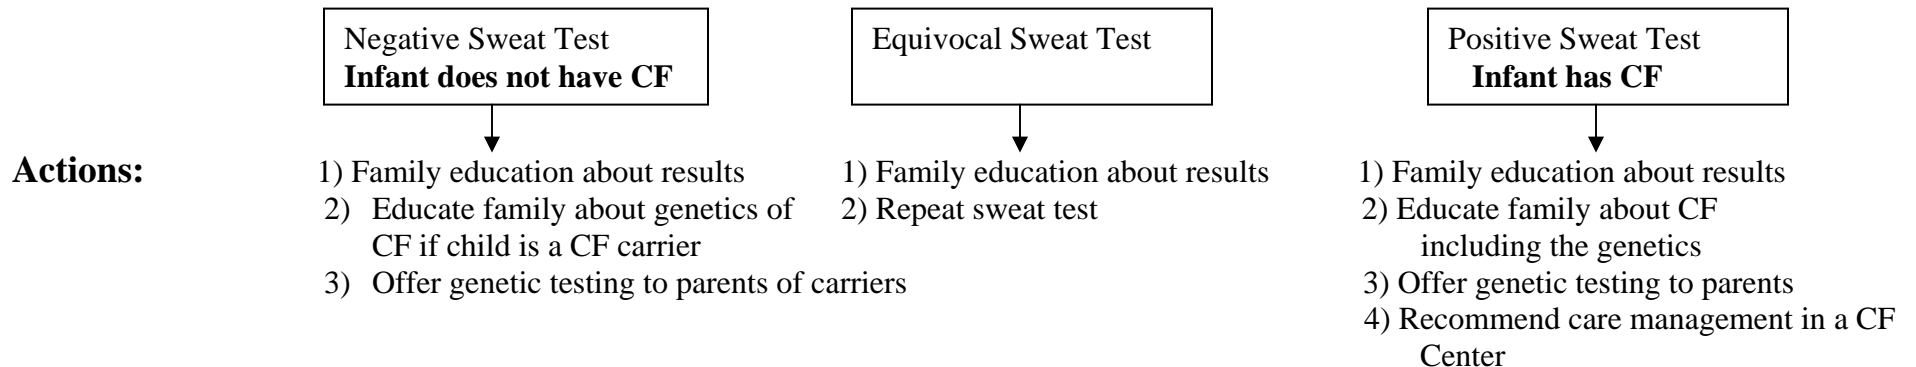 Negative Sweat Test
Infant does not have CF
Equivocal Sweat Test
Positive Sweat Test
Infant has CF
Actions:
1) Family education about results
2) Educate family about genetics of
CF if child is a CF carrier
3) Offer genetic testing to parents of carriers
1) Family education about results
2) Repeat sweat test
1) Family education about results
2) Educate family about CF
including the genetics
3) Offer genetic testing to parents
4) Recommend care management in a CF
Center